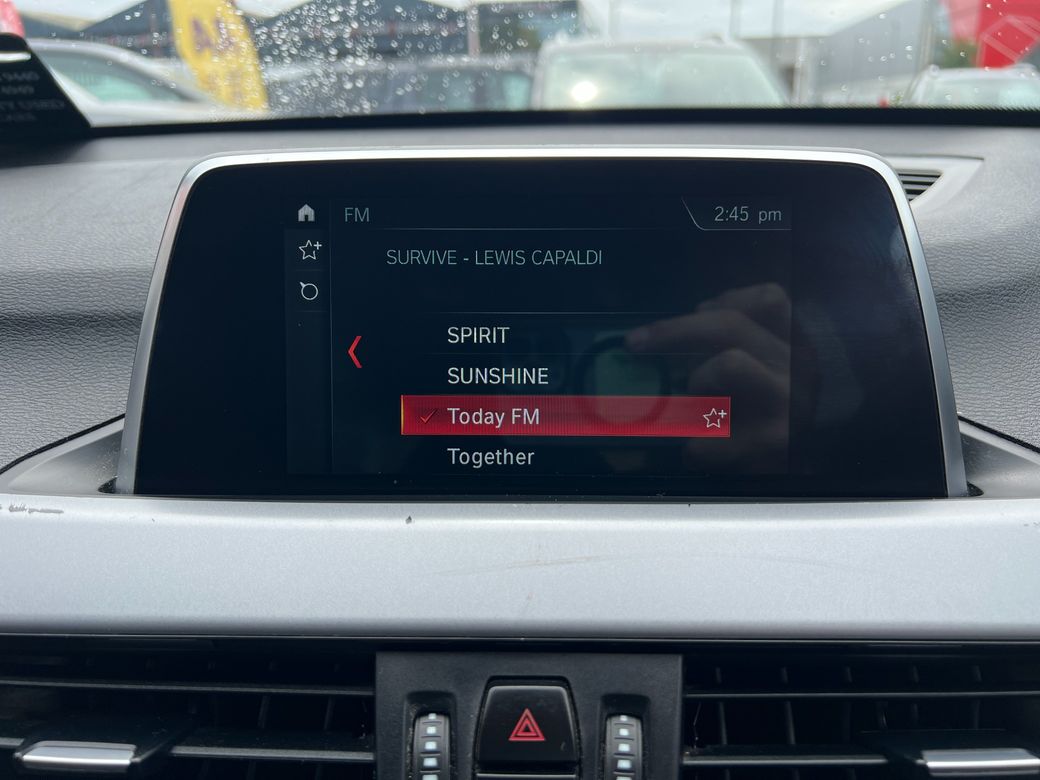 FM
2:45 pm
SURVIVE - LEWIS CAPALDI
SPIRIT
SUNSHINE
Today FM
Together